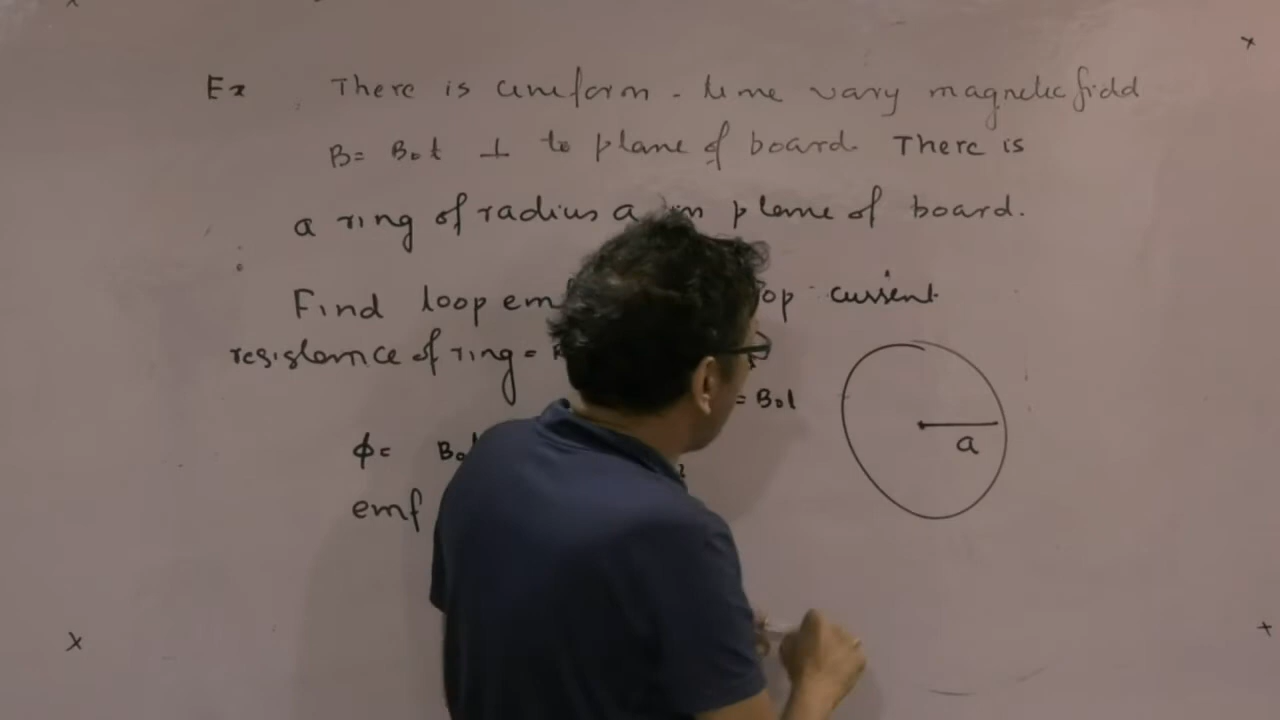 Ex There is uniform - time vary magnetic field
B= B₀t ⊥ to plane of board. There is
a ring of radius a in plane of board.
Find loop em op current
resistance of ring =
= B₀t
ϕ= B₀
a
emf